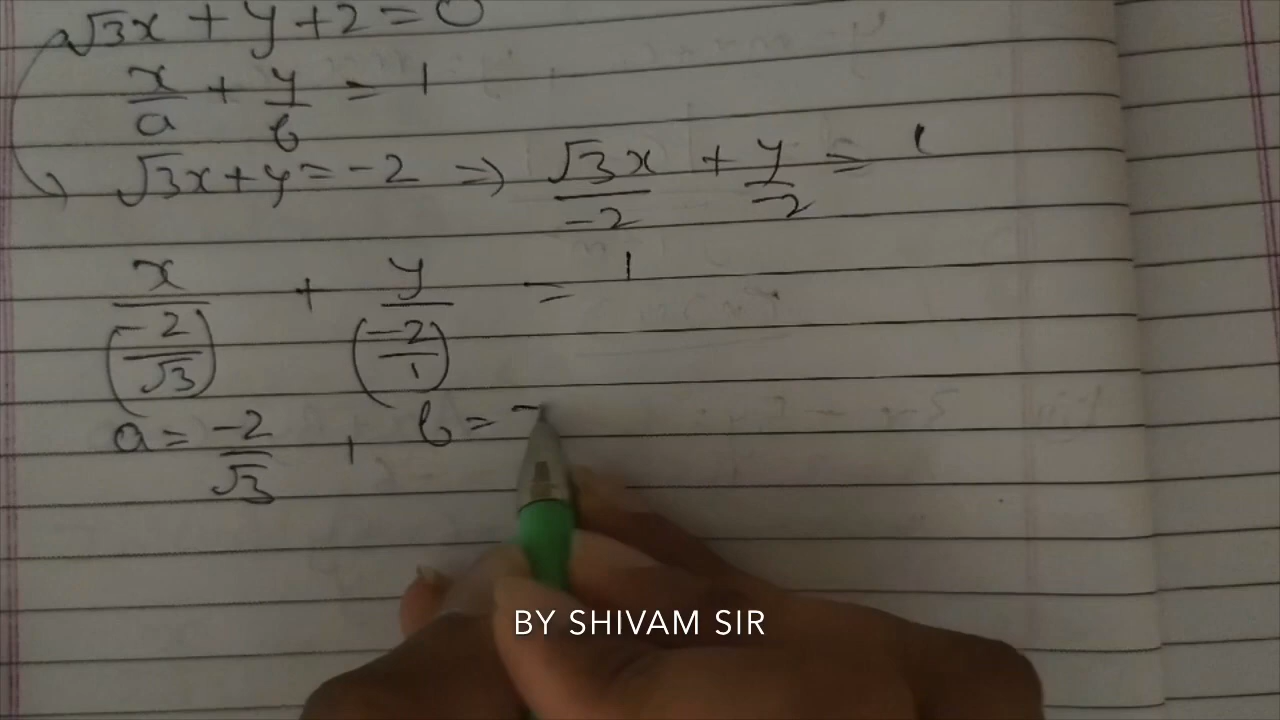 √3x + y + 2 = 0
x/a + y/b = 1
√3x + y = -2 ⇒ √3x/-2 + y/-2 = 1
x/(-2/√3) + y/(-2/1) = 1
a = -2/√3 , b = -
BY SHIVAM SIR